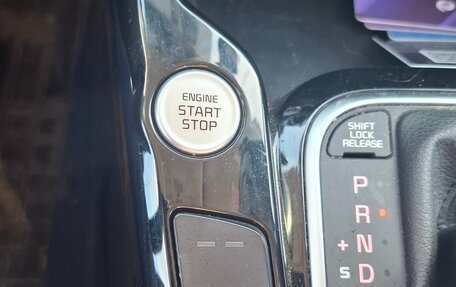 ENGINE
START
STOP
SHIFT
LOCK
RELEASE
P
R
+ N
S D